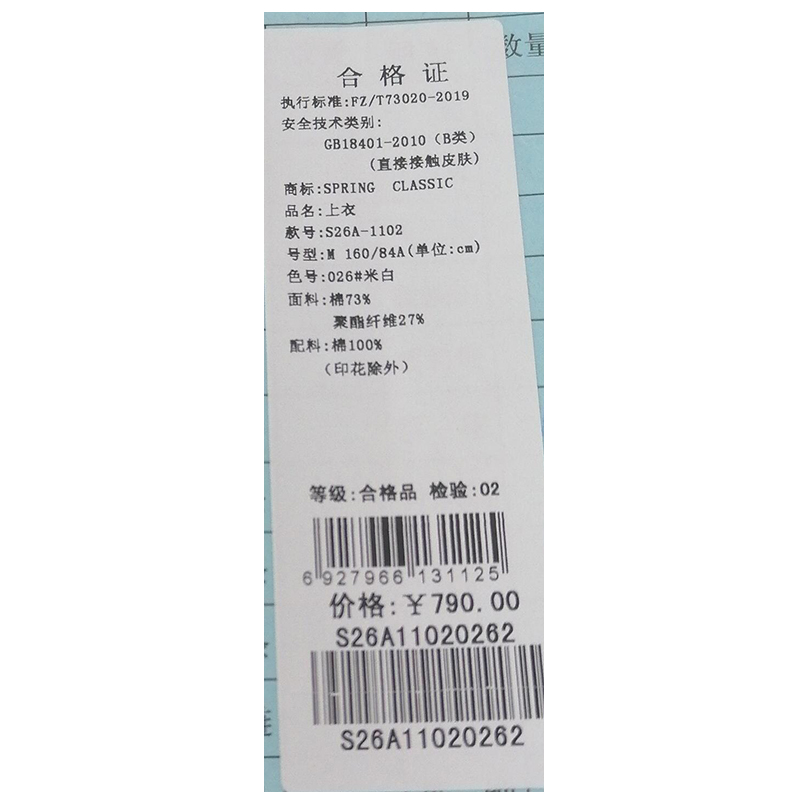 数量
合格证
执行标准:FZ/T73020-2019
安全技术类别:
GB18401-2010（B类）
(直接接触皮肤)
商标:SPRING CLASSIC
品名:上衣
款号:S26A-1102
号型:M 160/84A(单位:cm)
色号:026#米白
面料:棉73%
聚酯纤维27%
配料:棉100%
（印花除外）
等级:合格品 检验:02
6 927966 131125
价格:￥790.00
S26A11020262
S26A11020262